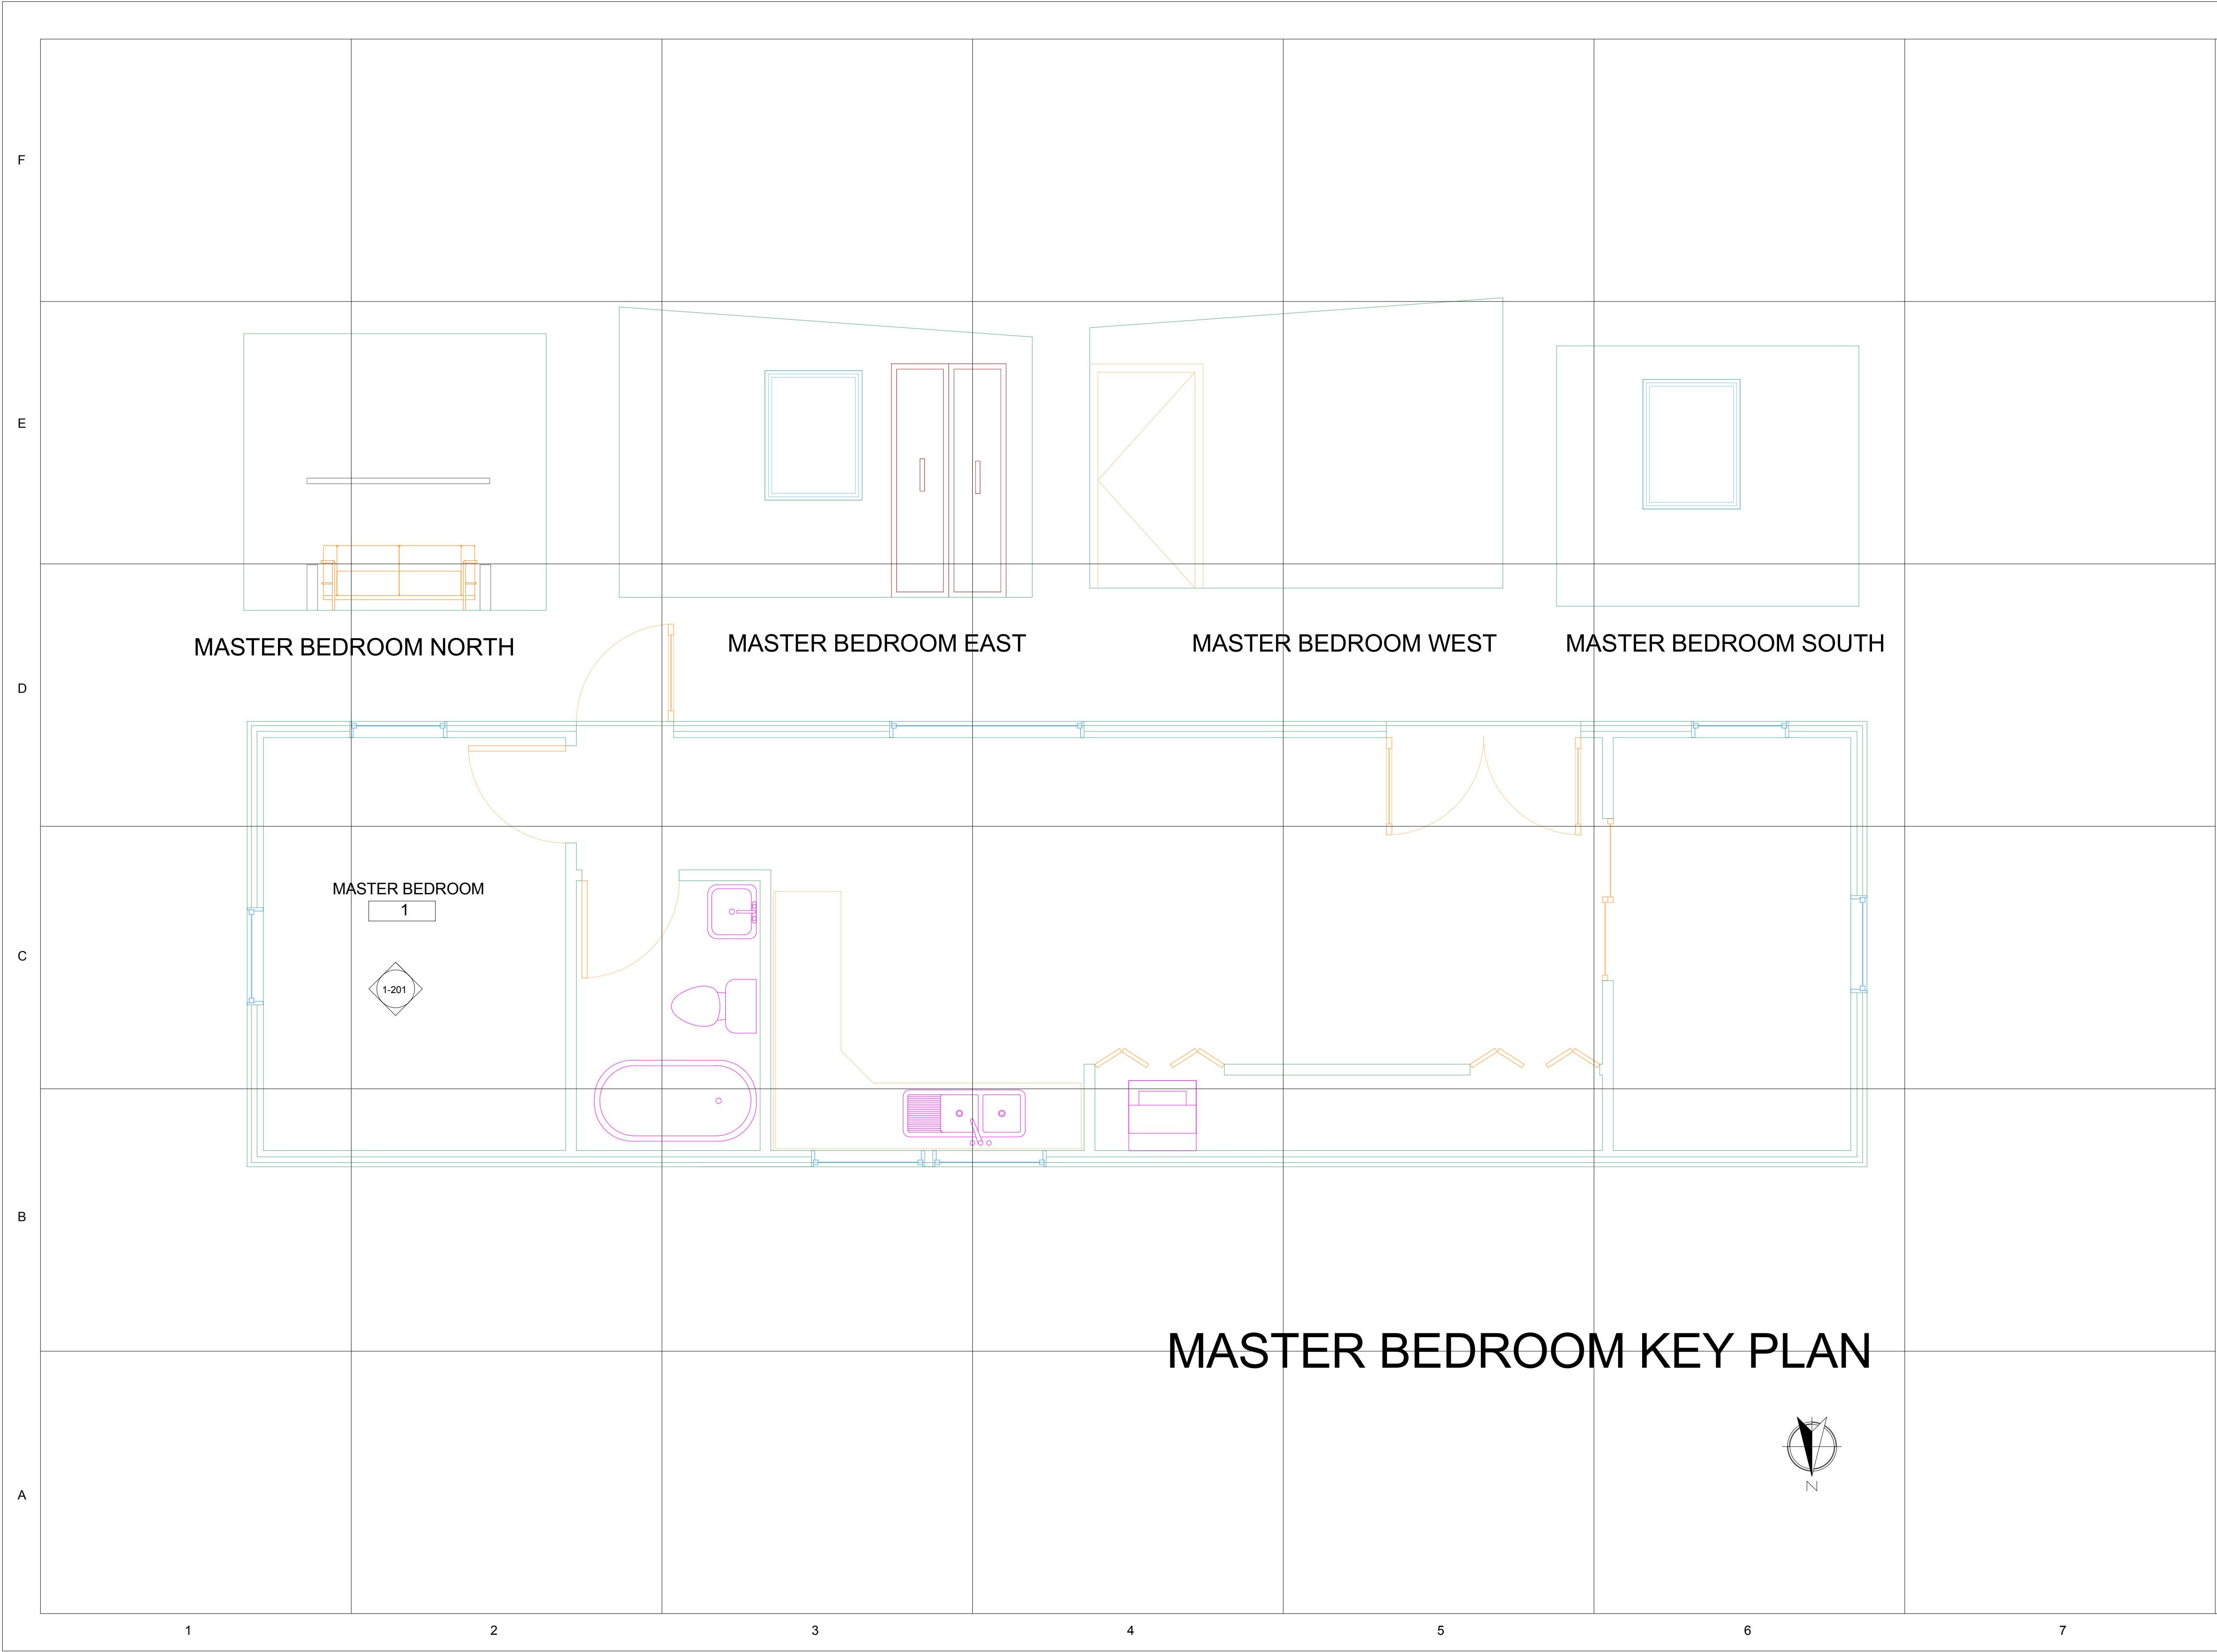 F
E
MASTER BEDROOM NORTH
MASTER BEDROOM EAST
MASTER BEDROOM WEST
MASTER BEDROOM SOUTH
D
MASTER BEDROOM
1
C
1-201
B
MASTER BEDROOM KEY PLAN
N
A
1
2
3
4
5
6
7